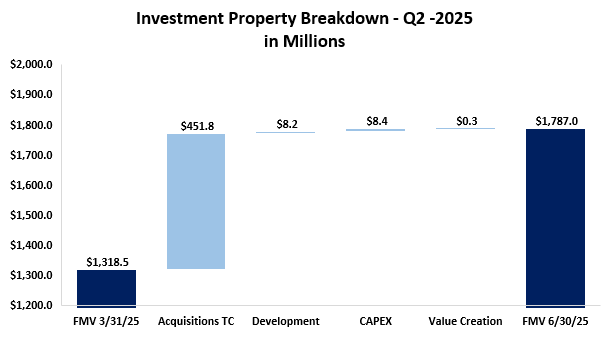 Investment Property Breakdown - Q2 -2025
in Millions
$2,000.0
$1,900.0
$1,800.0
$1,700.0
$1,600.0
$1,500.0
$1,400.0
$1,300.0
$1,200.0
$1,318.5
$451.8
$8.2
$8.4
$0.3
$1,787.0
FMV 3/31/25
Acquisitions TC
Development
CAPEX
Value Creation
FMV 6/30/25